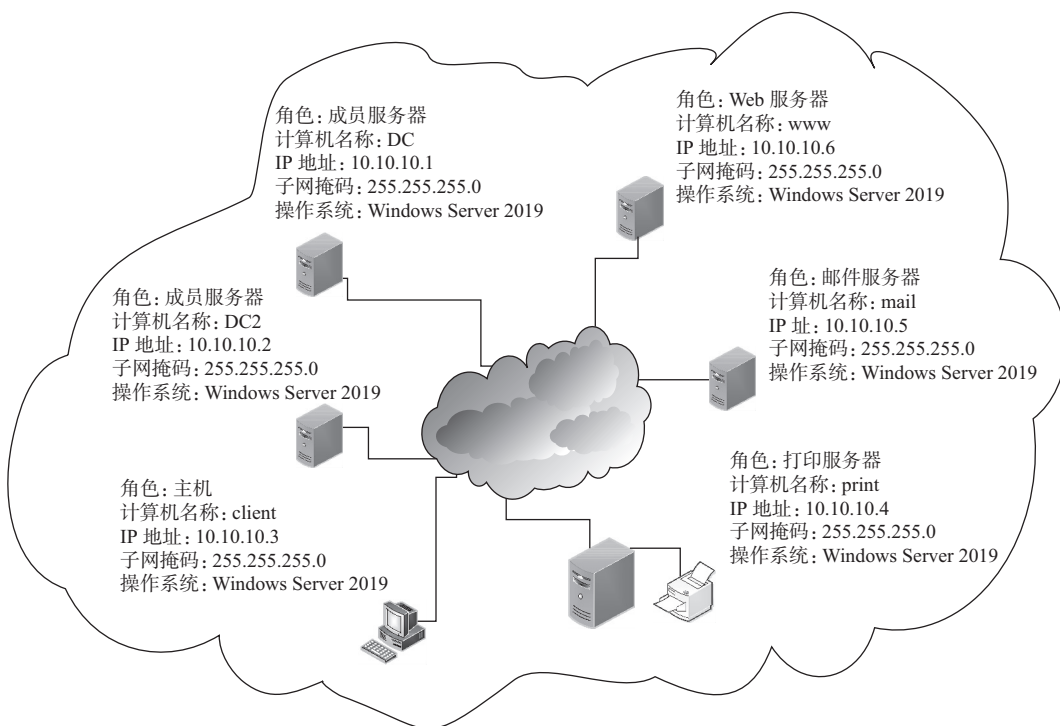 角色: 成员服务器
计算机名称: DC
IP 地址: 10.10.10.1
子网掩码: 255.255.255.0
操作系统: Windows Server 2019
角色: Web 服务器
计算机名称: www
IP 地址: 10.10.10.6
子网掩码: 255.255.255.0
操作系统: Windows Server 2019
角色: 成员服务器
计算机名称: DC2
IP 地址: 10.10.10.2
子网掩码: 255.255.255.0
操作系统: Windows Server 2019
角色: 邮件服务器
计算机名称: mail
IP 址: 10.10.10.5
子网掩码: 255.255.255.0
操作系统: Windows Server 2019
角色: 主机
计算机名称: client
IP 地址: 10.10.10.3
子网掩码: 255.255.255.0
操作系统: Windows Server 2019
角色: 打印服务器
计算机名称: print
IP 地址: 10.10.10.4
子网掩码: 255.255.255.0
操作系统: Windows Server 2019